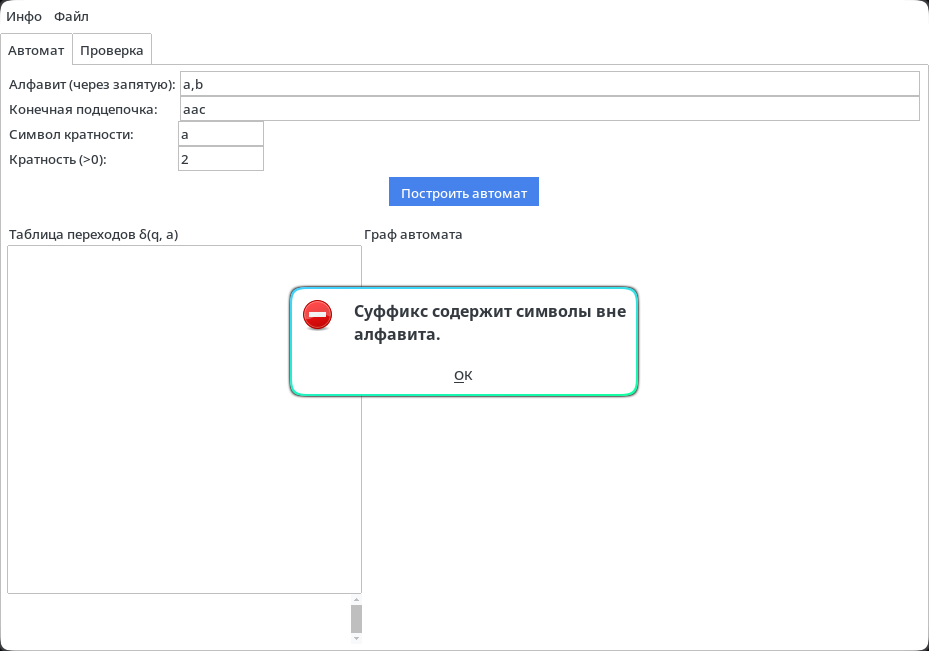 Инфо Файл
Автомат Проверка
Алфавит (через запятую): a,b
Конечная подцепочка: aac
Символ кратности: a
Кратность (>0): 2
Построить автомат
Таблица переходов δ(q, a) Граф автомата
Суффикс содержит символы вне
алфавита.
OK